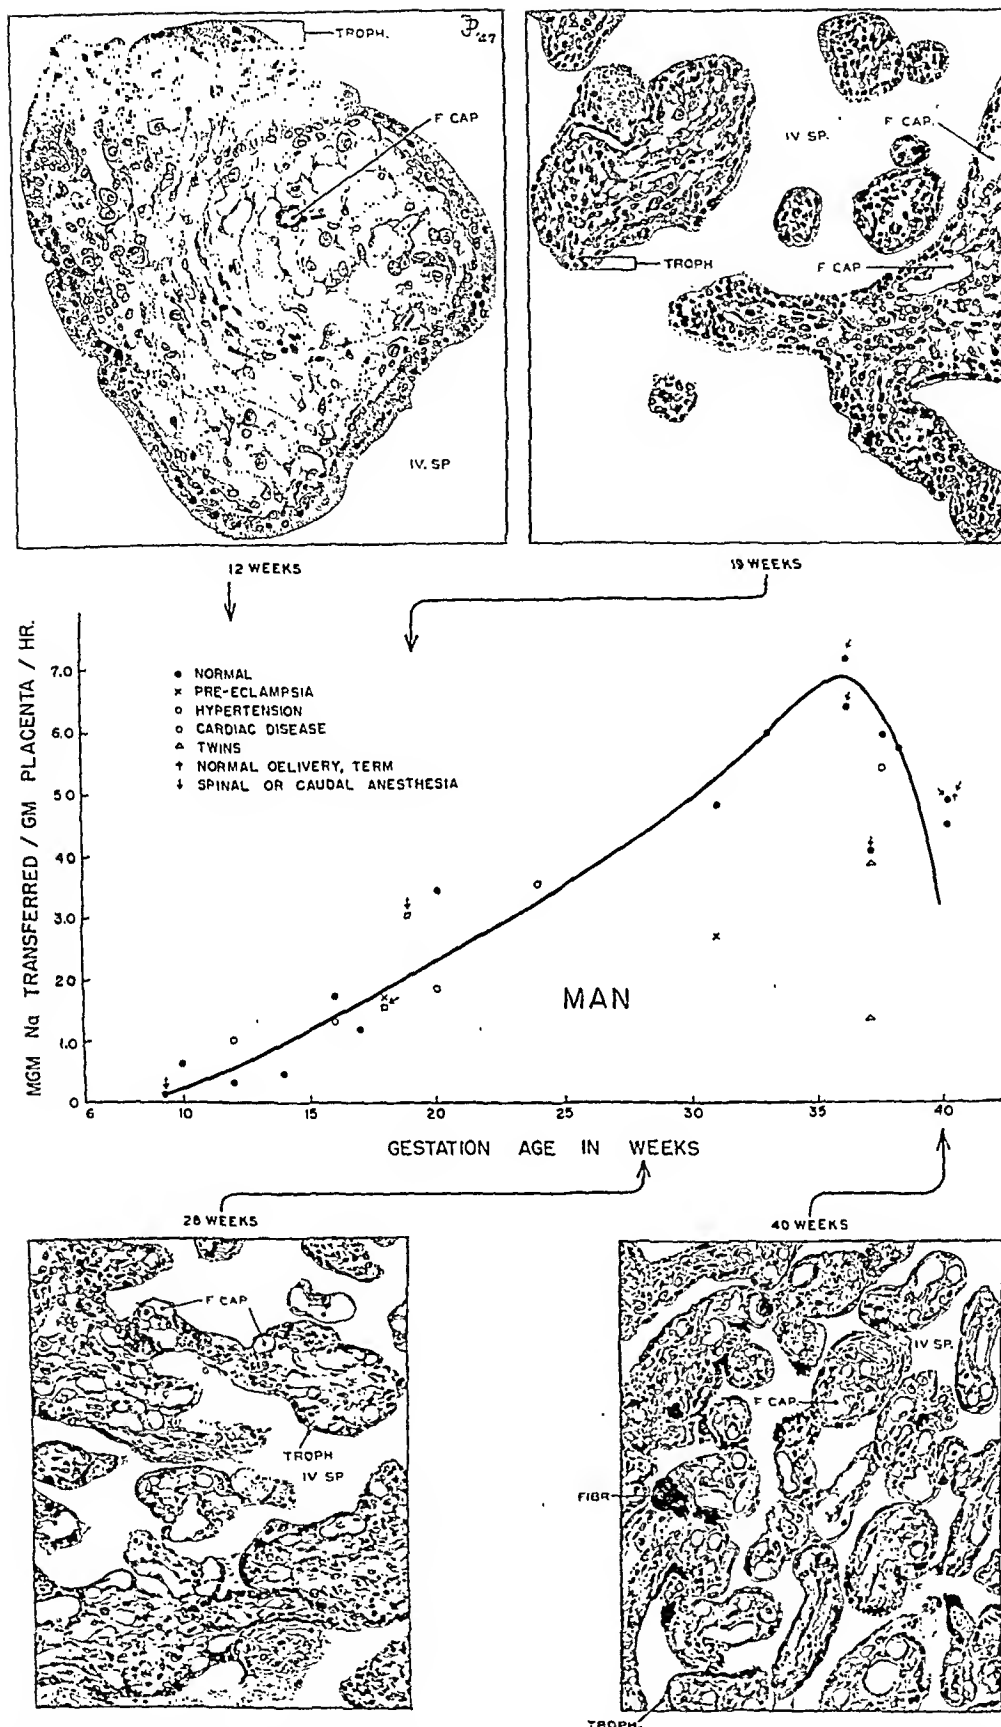 TROPH.
JP '27
F CAP
IV. SP
IV SP.
F CAP.
TROPH
F CAP
12 WEEKS
19 WEEKS
MGM Na TRANSFERRED / GM PLACENTA / HR.
7.0
6.0
5.0
4.0
3.0
2.0
1.0
0
• NORMAL
× PRE-ECLAMPSIA
○ HYPERTENSION
○ CARDIAC DISEASE
△ TWINS
↑ NORMAL DELIVERY, TERM
↓ SPINAL OR CAUDAL ANESTHESIA
MAN
6 10 15 20 25 30 35 40
GESTATION AGE IN WEEKS
28 WEEKS
40 WEEKS
F CAP
TROPH
IV SP
IV SP.
F CAP
FIBR
TROPH.